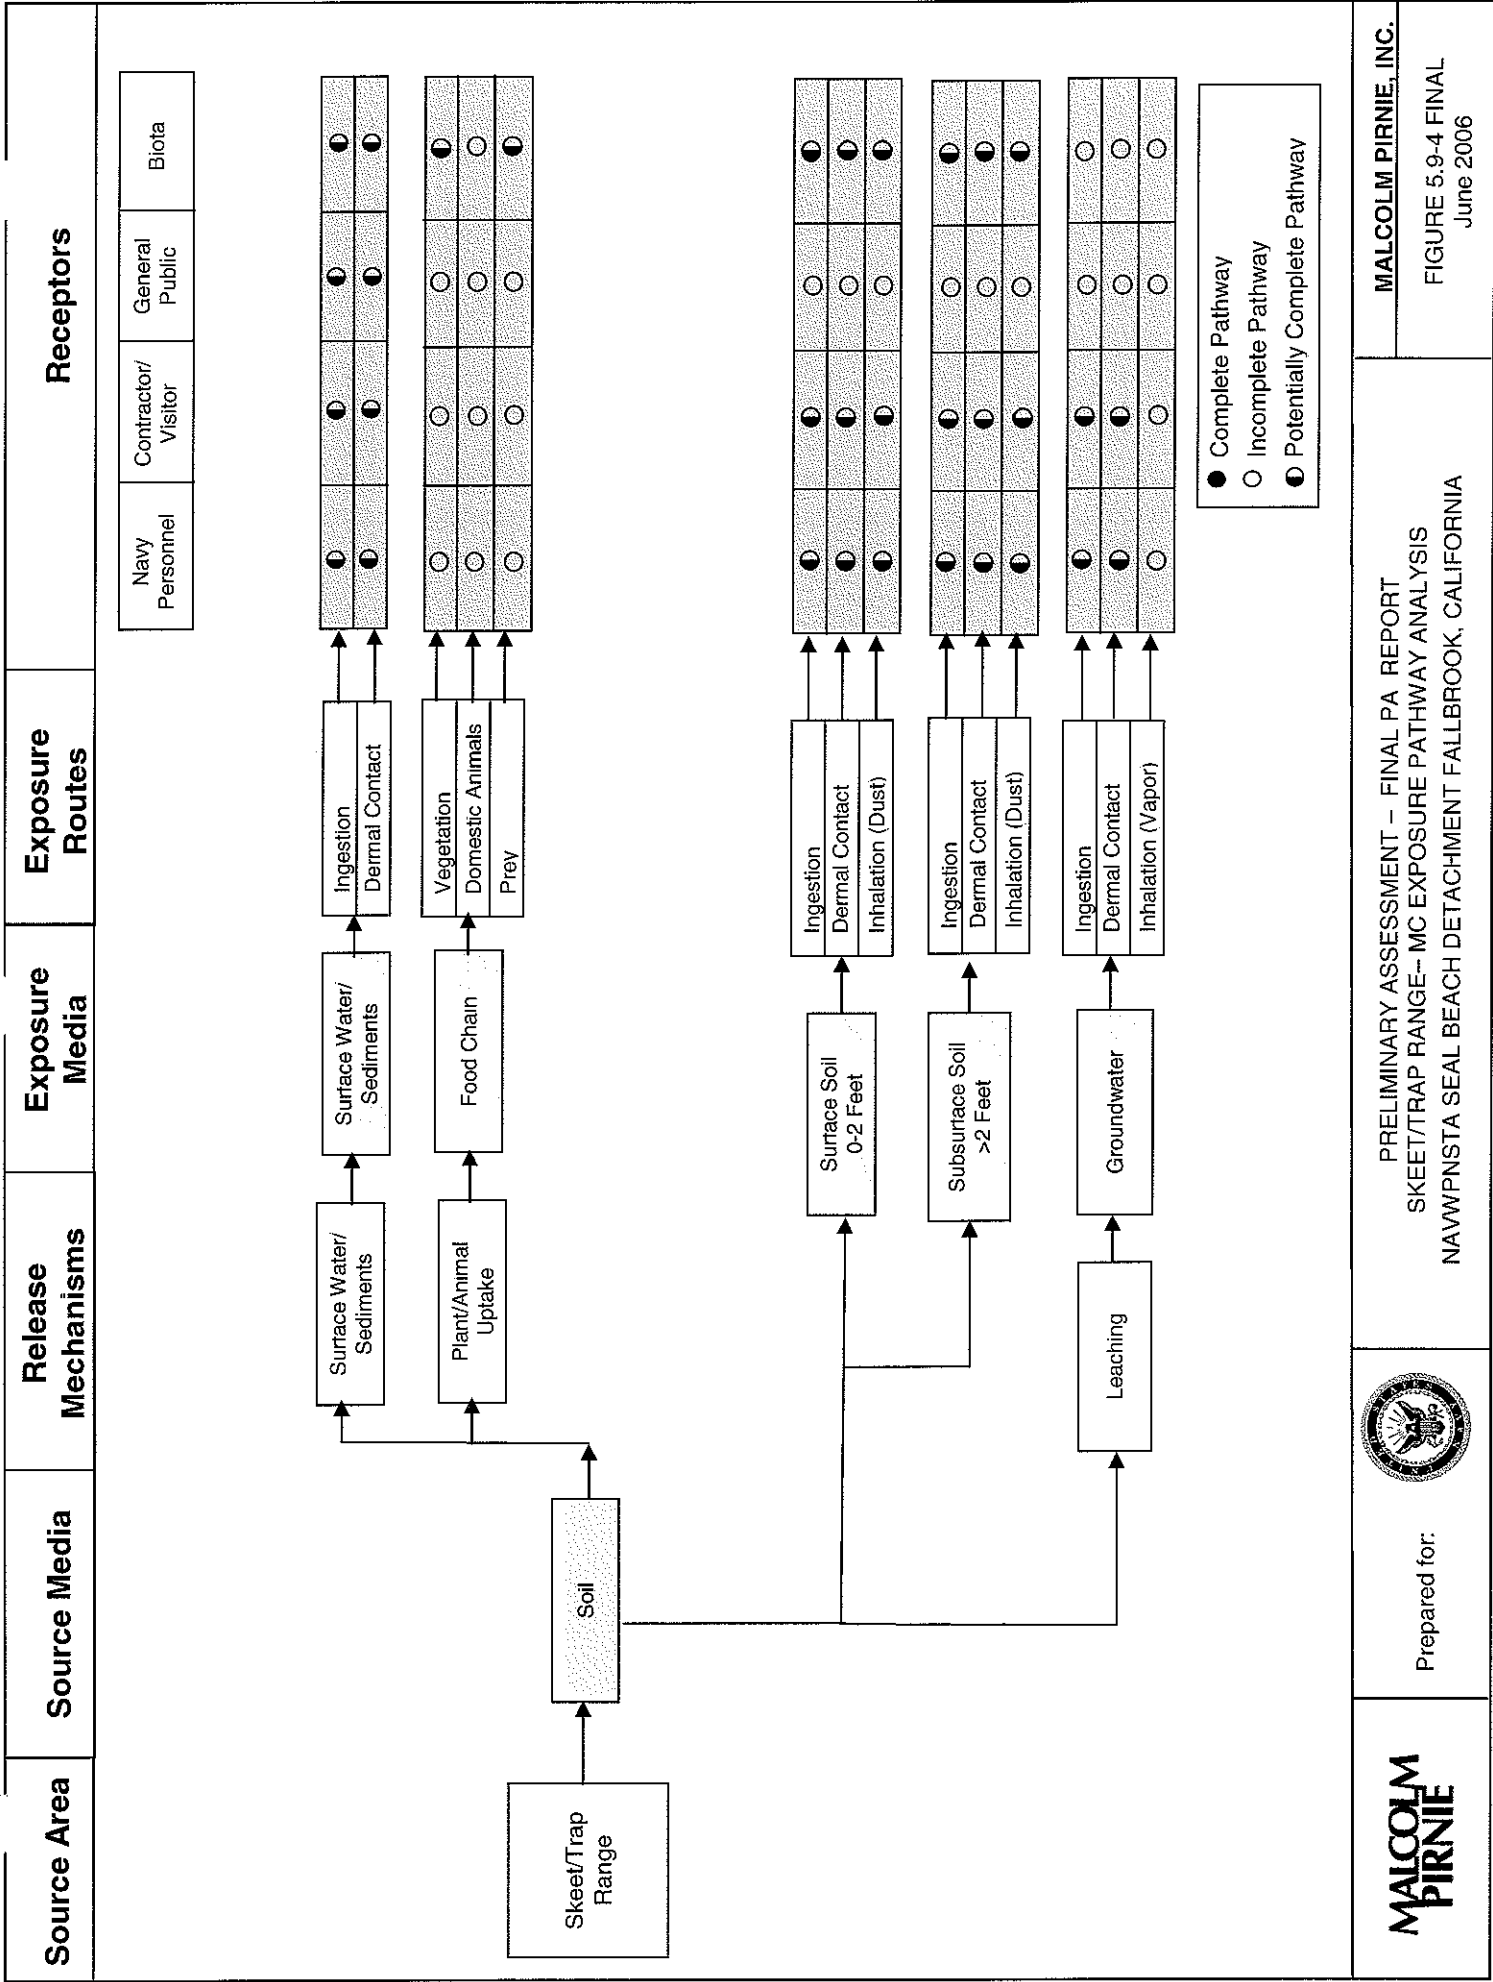 Source Area
Source Media
Release
Mechanisms
Exposure
Media
Exposure
Routes
Receptors
Navy
Personnel
Contractor/
Visitor
General
Public
Biota
Skeet/Trap
Range
Soil
Surface Water/
Sediments
Surface Water/
Sediments
Ingestion
Dermal Contact
Plant/Animal
Uptake
Food Chain
Vegetation
Domestic Animals
Prey
Surface Soil
0-2 Feet
Ingestion
Dermal Contact
Inhalation (Dust)
Subsurface Soil
>2 Feet
Ingestion
Dermal Contact
Inhalation (Dust)
Leaching
Groundwater
Ingestion
Dermal Contact
Inhalation (Vapor)
Complete Pathway
Incomplete Pathway
Potentially Complete Pathway
MALCOLM
PIRNIE
Prepared for:
PRELIMINARY ASSESSMENT – FINAL PA REPORT
SKEET/TRAP RANGE– MC EXPOSURE PATHWAY ANALYSIS
NAVWPNSTA SEAL BEACH DETACHMENT FALLBROOK, CALIFORNIA
MALCOLM PIRNIE, INC.
FIGURE 5.9-4 FINAL
June 2006